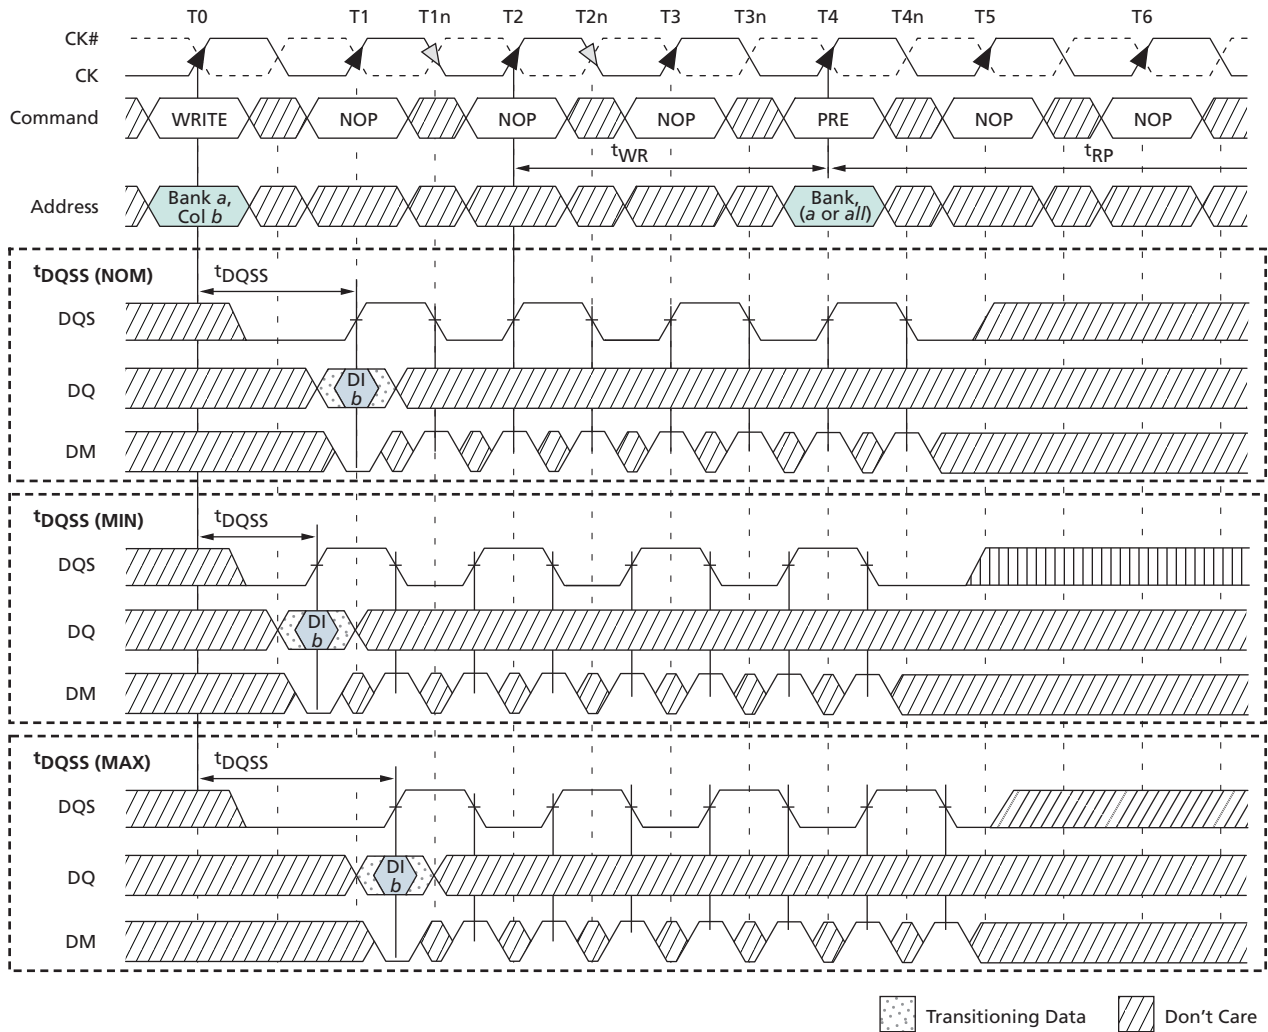 T0 T1 T1n T2 T2n T3 T3n T4 T4n T5 T6
CK#
CK
Command WRITE NOP NOP NOP PRE NOP NOP
tWR tRP
Address Bank a, Col b Bank, (a or all)
tDQSS (NOM) tDQSS
DQS
DQ DI b
DM
tDQSS (MIN) tDQSS
DQS
DQ DI b
DM
tDQSS (MAX) tDQSS
DQS
DQ DI b
DM
Transitioning Data Don't Care